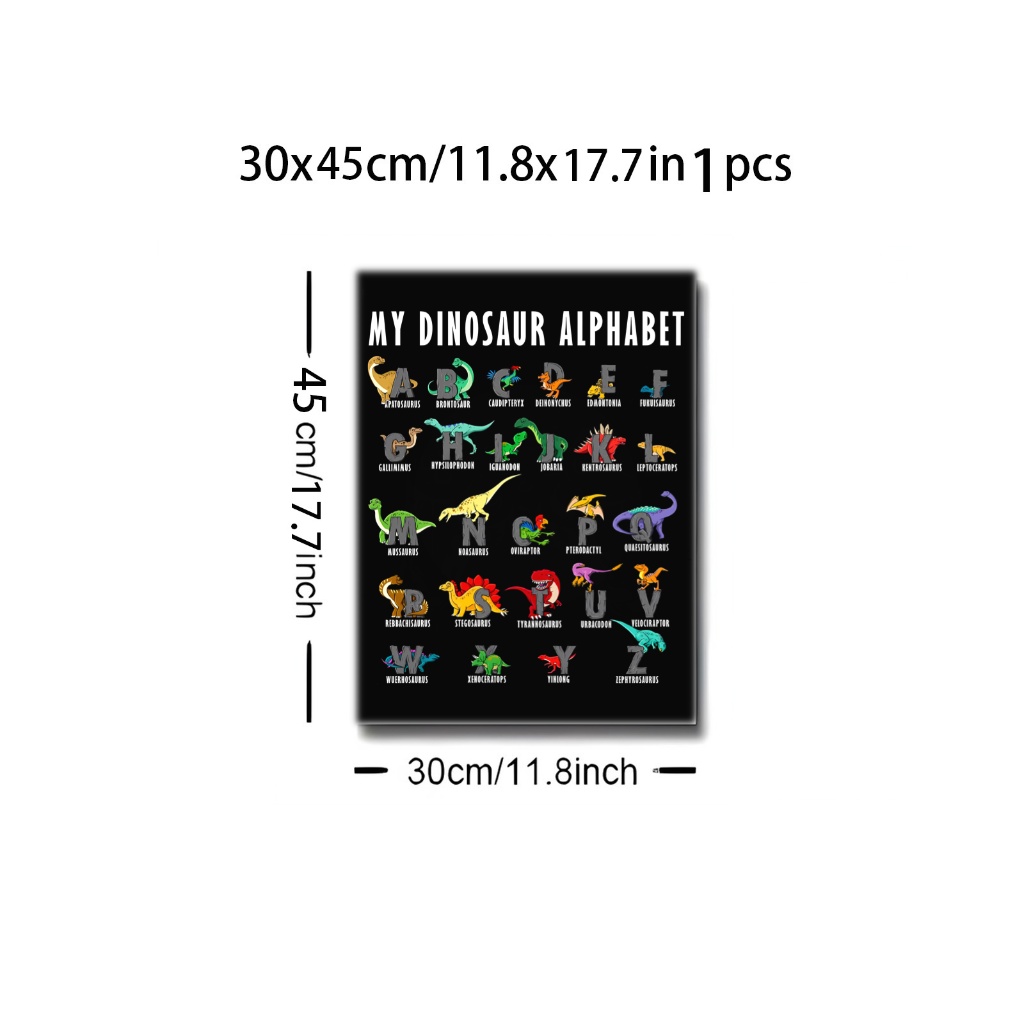 30x45cm/11.8x17.7in 1 pcs
45 cm/17.7inch
MY DINOSAUR ALPHABET
A B C D E F
APATOSAURUS BRONTOSAUR CAUDIPTERYX DEINONYCHUS EDMONTONIA FUKUISAURUS
G H I J K L
GALLIMIMUS HYPSILOPHODON IGUANODON JOBARIA KENTROSAURUS LEPTOCERATOPS
M N O P Q
MUSSAURUS NOASAURUS OVIRAPTOR PTERODACTYL QUAESITOSAURUS
R S T U V
REBBACHISAURUS STEGOSAURUS TYRANNOSAURUS URBACODON VELOCIRAPTOR
W X Y Z
WUERHOSAURUS XENOCERATOPS YINLONG ZEPHYROSAURUS
30cm/11.8inch